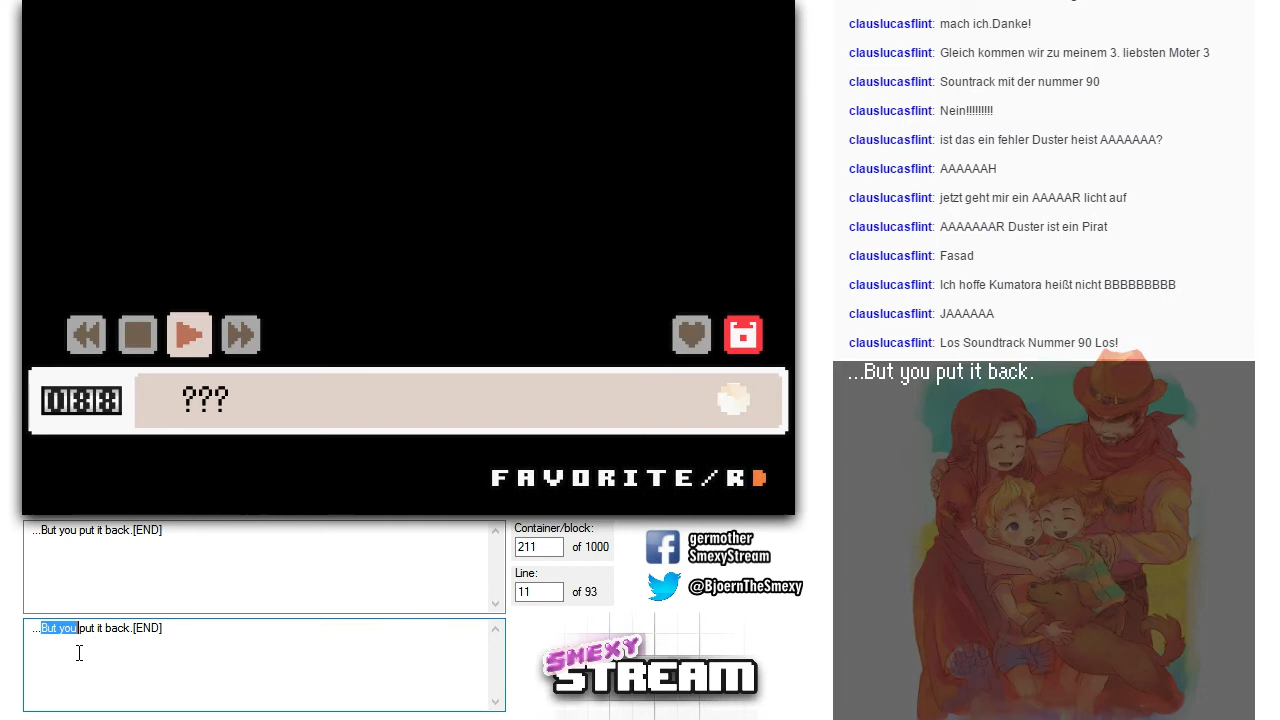 clauslucasflint: mach ich.Danke!
clauslucasflint: Gleich kommen wir zu meinem 3. liebsten Moter 3
clauslucasflint: Sountrack mit der nummer 90
clauslucasflint: Nein!!!!!!!!!
clauslucasflint: ist das ein fehler Duster heist AAAAAAA?
clauslucasflint: AAAAAAH
clauslucasflint: jetzt geht mir ein AAAAAR licht auf
clauslucasflint: AAAAAAAR Duster ist ein Pirat
clauslucasflint: Fasad
clauslucasflint: Ich hoffe Kumatora heißt nicht BBBBBBBBB
clauslucasflint: JAAAAAA
clauslucasflint: Los Soundtrack Nummer 90 Los!
...But you put it back.
088 ???
FAVORITE/R
...But you put it back.[END]
Container/block:
211 of 1000
Line:
11 of 93
germother
SmexyStream
@BjoernTheSmexy
...But you put it back.[END]
SMEXY
STREAM